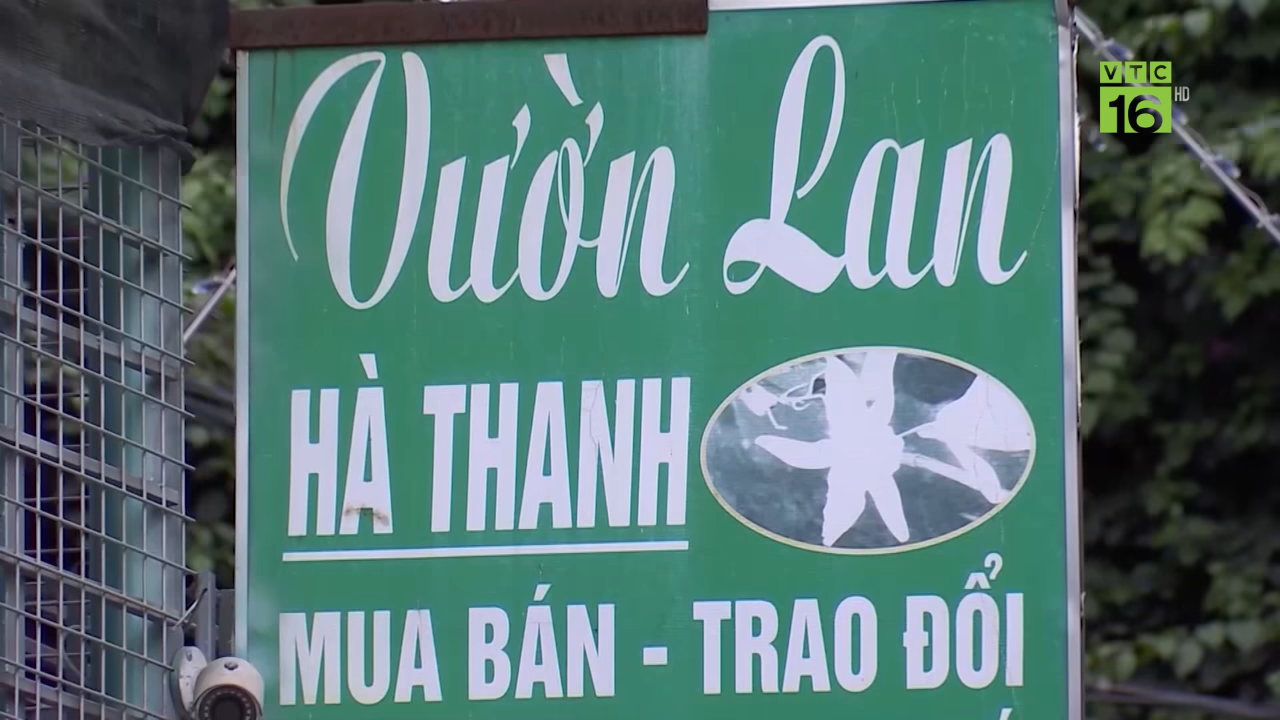 Vườn Lan
HÀ THANH
MUA BÁN - TRAO ĐỔI
VTC
16 HD